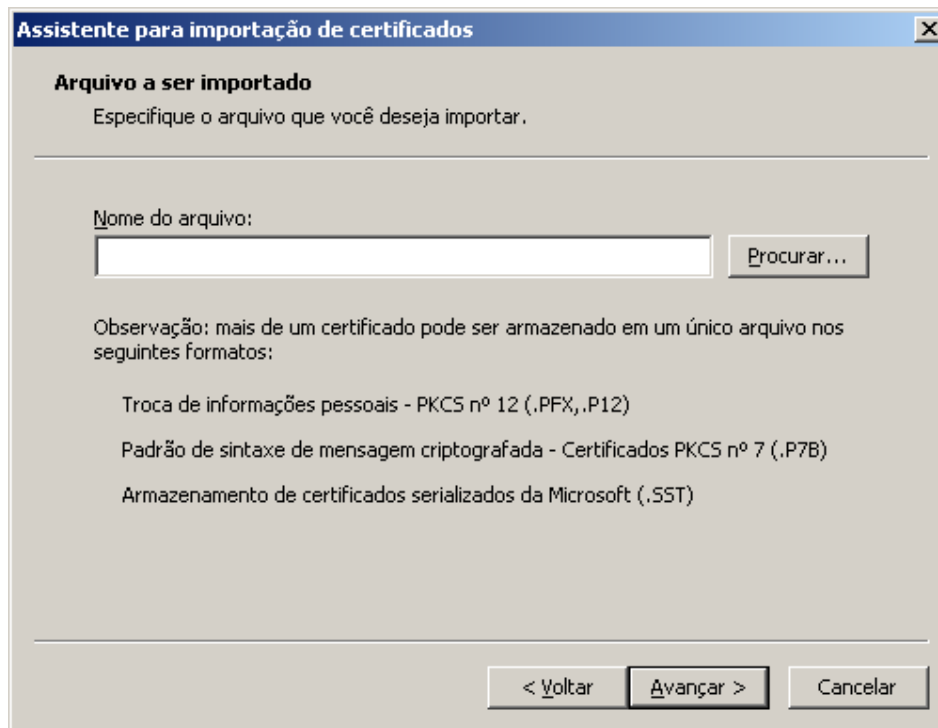 Assistente para importação de certificados
Arquivo a ser importado
Especifique o arquivo que você deseja importar.
Nome do arquivo:
Procurar...
Observação: mais de um certificado pode ser armazenado em um único arquivo nos
seguintes formatos:
Troca de informações pessoais - PKCS nº 12 (.PFX,.P12)
Padrão de sintaxe de mensagem criptografada - Certificados PKCS nº 7 (.P7B)
Armazenamento de certificados serializados da Microsoft (.SST)
< Voltar Avançar > Cancelar